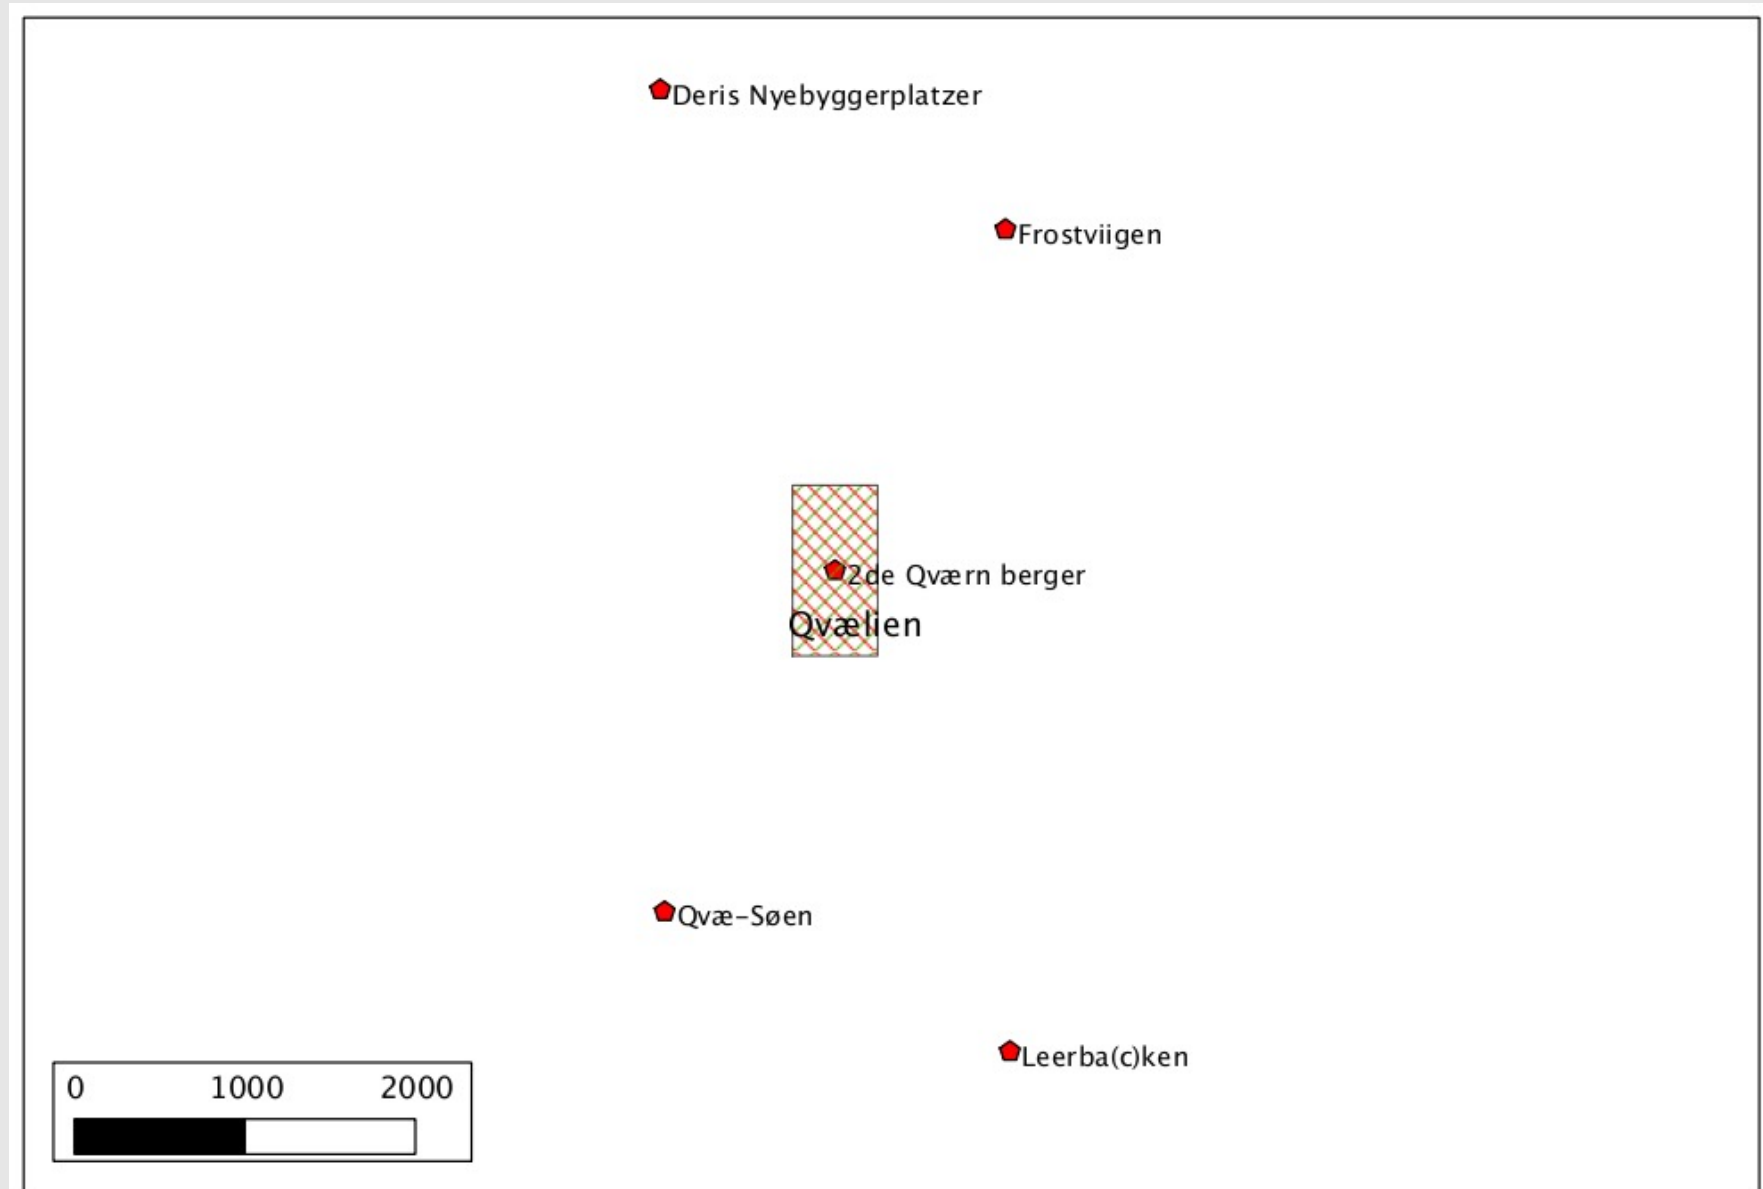 Deris Nyebyggerplatzer
Frostviigen
2de Qværn berger
Qvælien
Qvæ-Søen
Leerba(c)ken
0 1000 2000